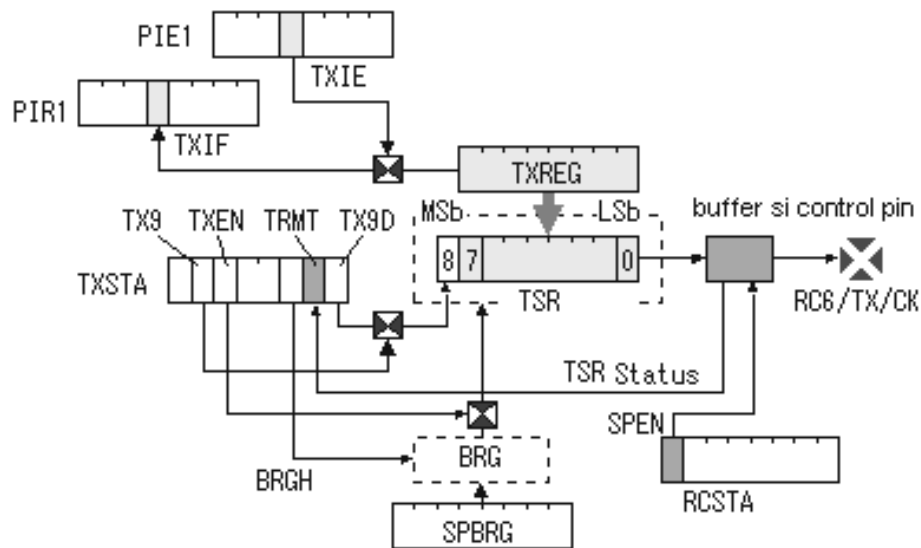 PIE1
TXIE
PIR1
TXIF
TXREG
MSb
LSb
buffer si control pin
TX9
TXEN
TRMT
TX9D
8 7 0
TXSTA
TSR
RC6/TX/CK
TSR Status
SPEN
BRG
BRGH
RCSTA
SPBRG